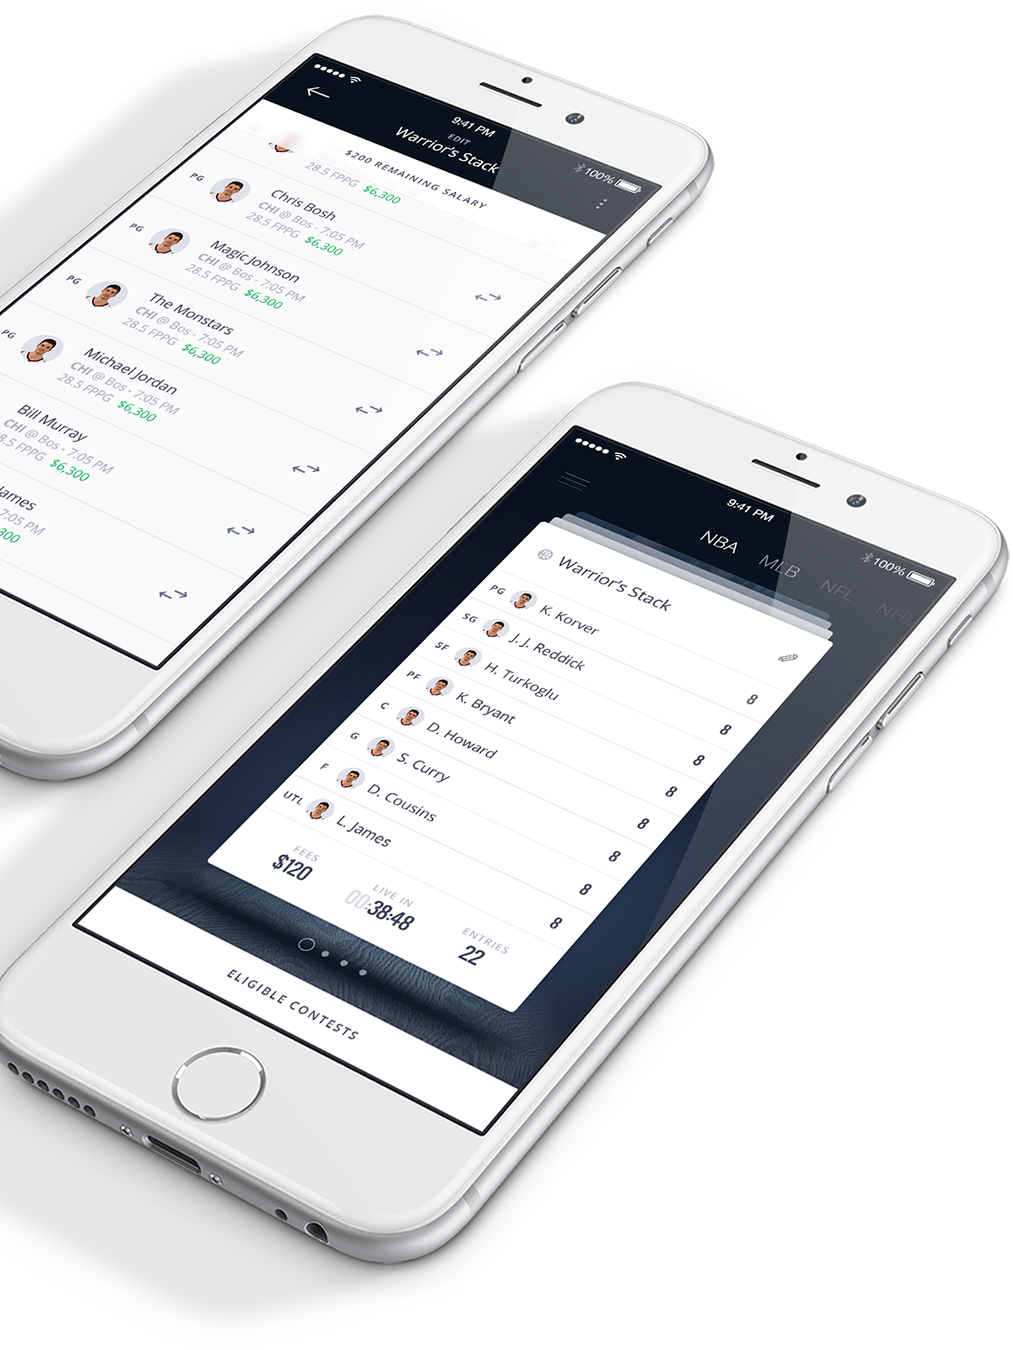 9:41 PM
100%
EDIT
Warrior's Stack
$200 REMAINING SALARY
28.5 FPPG $6,300
PG
Chris Bosh
CHI @ Bos - 7:05 PM
28.5 FPPG $6,300
PG
Magic Johnson
CHI @ Bos - 7:05 PM
28.5 FPPG $6,300
PG
The Monstars
CHI @ Bos - 7:05 PM
28.5 FPPG $6,300
PG
Michael Jordan
CHI @ Bos - 7:05 PM
28.5 FPPG $6,300
Bill Murray
CHI @ Bos - 7:05 PM
8.5 FPPG $6,300
ames
7:05 PM
300
9:41 PM
100%
NBA MLB NFL NHL
Warrior's Stack
PG K. Korver 8
SG J. J. Reddick 8
SF H. Turkoglu 8
PF K. Bryant 8
C D. Howard 8
G S. Curry 8
F D. Cousins 8
UTL L. James 8
FEES
$120
LIVE IN
00:38:48
ENTRIES
22
ELIGIBLE CONTESTS